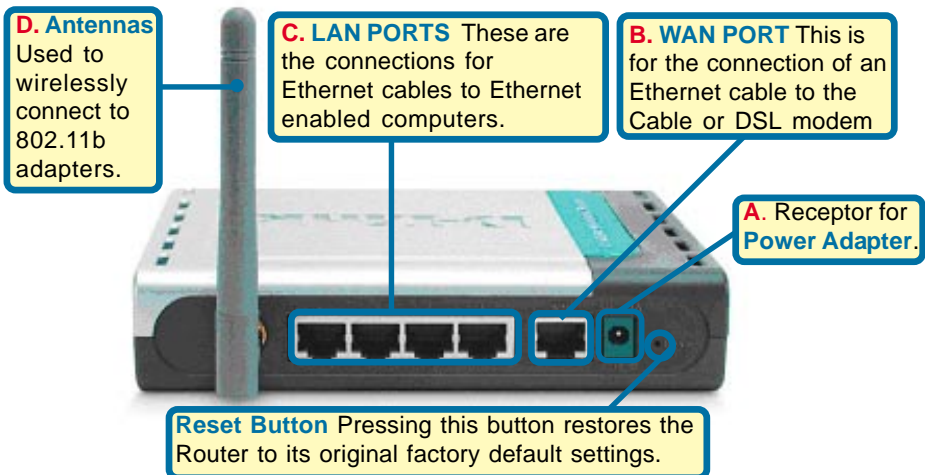 D. Antennas
Used to
wirelessly
connect to
802.11b
adapters.
C. LAN PORTS These are
the connections for
Ethernet cables to Ethernet
enabled computers.
B. WAN PORT This is
for the connection of an
Ethernet cable to the
Cable or DSL modem
A. Receptor for
Power Adapter.
Reset Button Pressing this button restores the
Router to its original factory default settings.